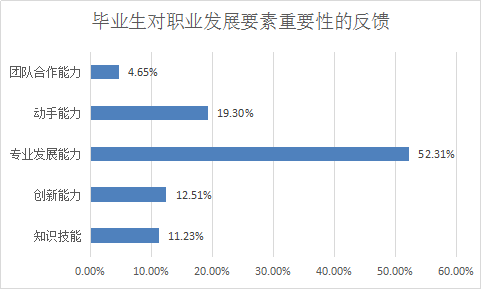 毕业生对职业发展要素重要性的反馈
团队合作能力 4.65%
动手能力 19.30%
专业发展能力 52.31%
创新能力 12.51%
知识技能 11.23%
0.00% 10.00% 20.00% 30.00% 40.00% 50.00% 60.00%